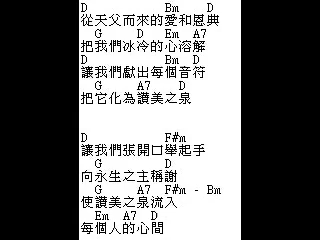 D Bm D
從天父而來的愛和恩典
G D Em A7
把我們冰冷的心溶解
D Bm D
讓我們獻出每個音符
G A7 D
把它化為讚美之泉
D F#m
讓我們張開口舉起手
G D
向永生之主稱謝
G A7 F#m - Bm
使讚美之泉流入
Em A7 D
每個人的心間